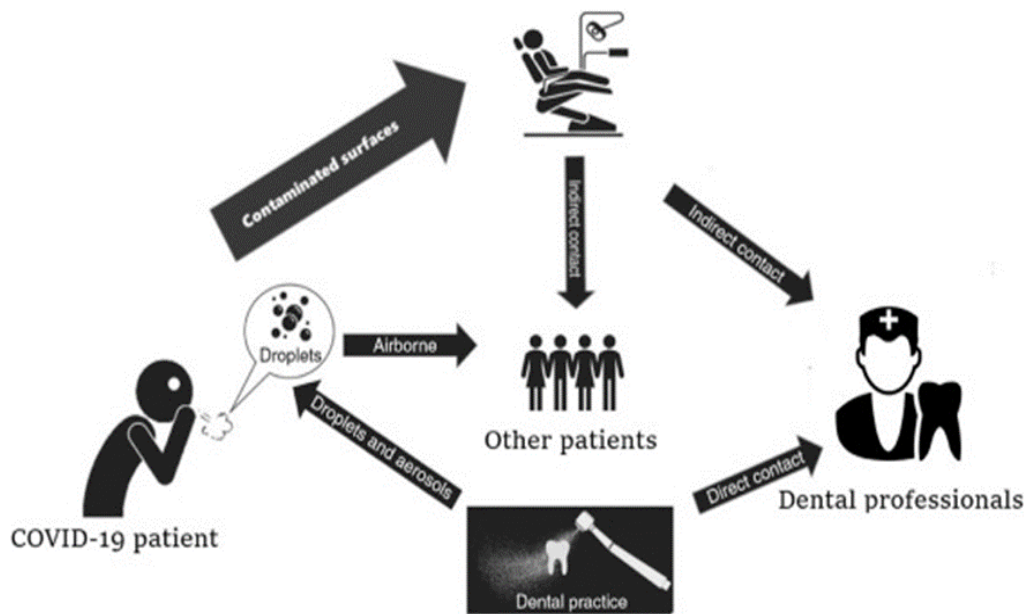 Contaminated surfaces
Indirect contact
Indirect contact
Droplets
Airborne
Other patients
Droplets and aerosols
Direct contact
Dental professionals
COVID-19 patient
Dental practice